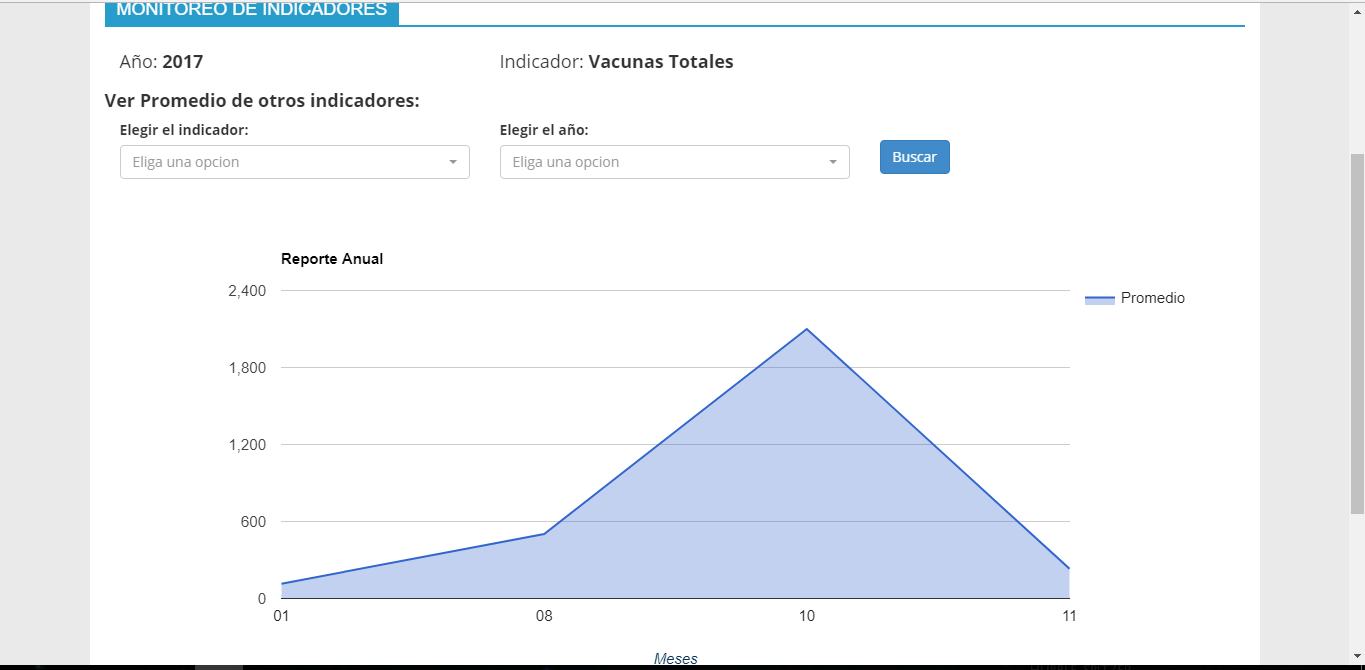 MONITOREO DE INDICADORES
Año: 2017 Indicador: Vacunas Totales
Ver Promedio de otros indicadores:
Elegir el indicador: Elegir el año:
Eliga una opcion Eliga una opcion Buscar
Reporte Anual
2,400
Promedio
1,800
1,200
600
0
01 08 10 11
Meses